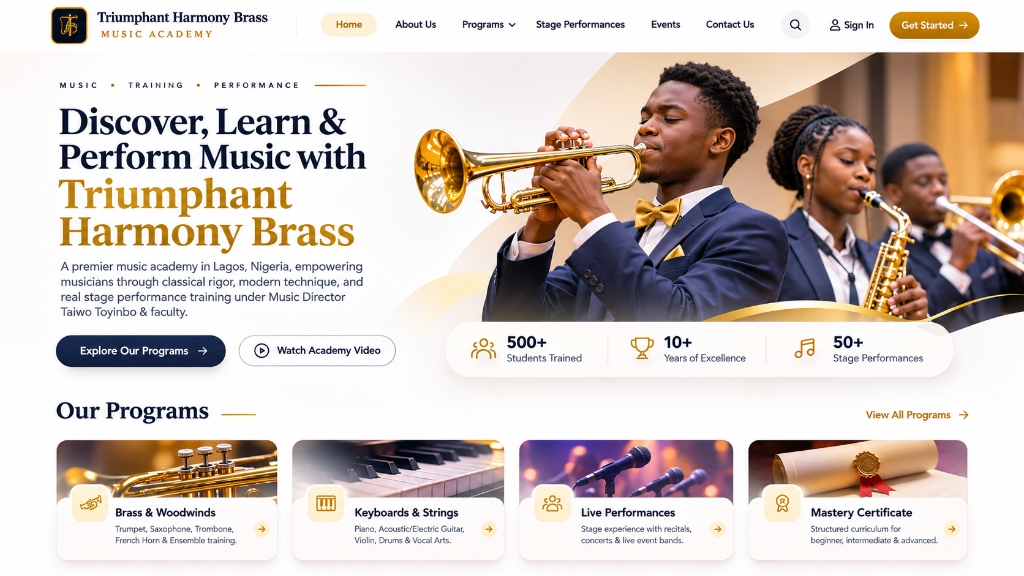 Triumphant Harmony Brass
MUSIC ACADEMY
Home
About Us
Programs
Stage Performances
Events
Contact Us
Sign In
Get Started →
MUSIC • TRAINING • PERFORMANCE
Discover, Learn &
Perform Music with
Triumphant
Harmony Brass
A premier music academy in Lagos, Nigeria, empowering
musicians through classical rigor, modern technique, and
real stage performance training under Music Director
Taiwo Toyinbo & faculty.
Explore Our Programs →
Watch Academy Video
500+
Students Trained
10+
Years of Excellence
50+
Stage Performances
Our Programs
View All Programs →
Brass & Woodwinds
Trumpet, Saxophone, Trombone,
French Horn & Ensemble training.
Keyboards & Strings
Piano, Acoustic/Electric Guitar,
Violin, Drums & Vocal Arts.
Live Performances
Stage experience with recitals,
concerts & live event bands.
Mastery Certificate
Structured curriculum for
beginner, intermediate & advanced.